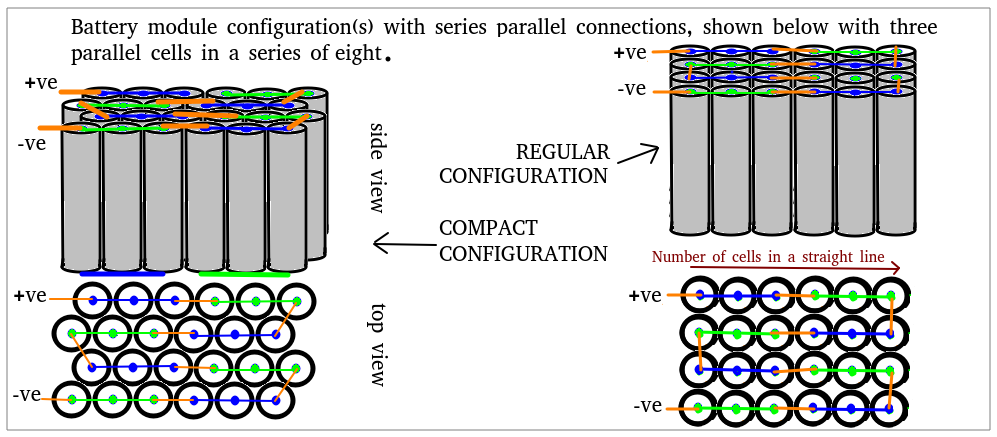 Battery module configuration(s) with series parallel connections, shown below with three
parallel cells in a series of eight.
+ve
-ve
side view
+ve
-ve
REGULAR
CONFIGURATION
COMPACT
CONFIGURATION
Number of cells in a straight line
+ve
-ve
top view
+ve
-ve